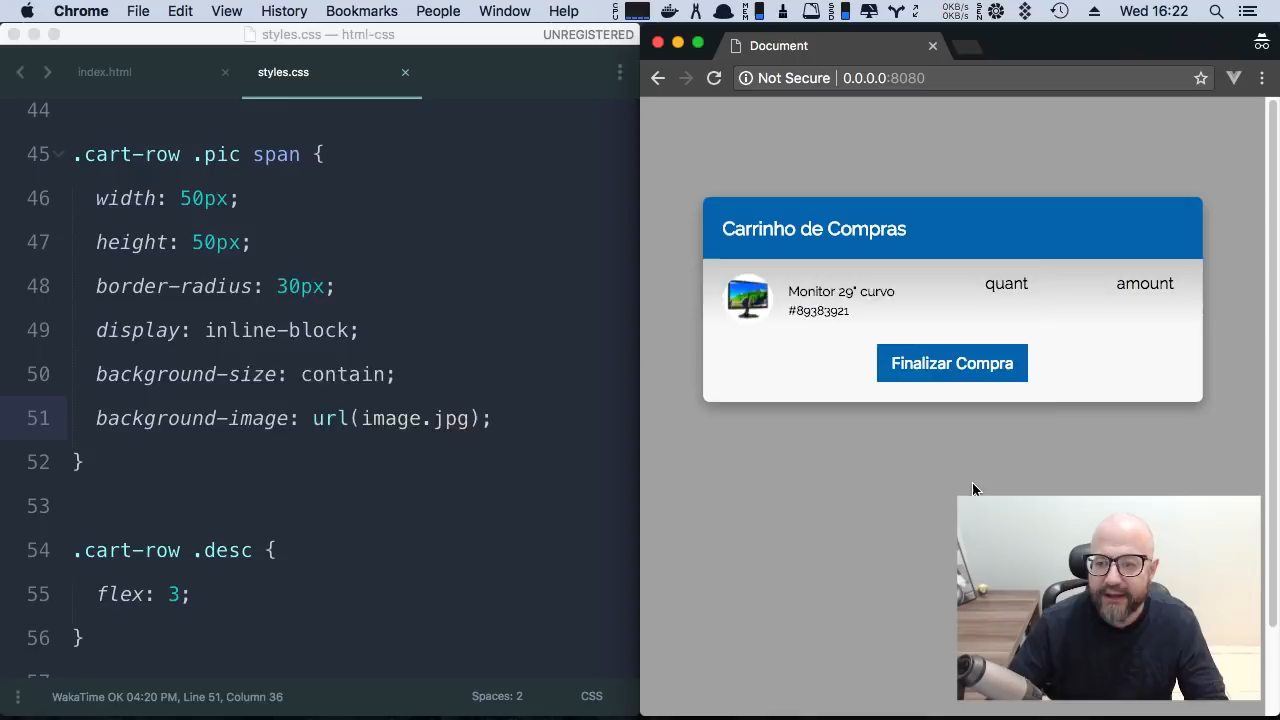 Chrome File Edit View History Bookmarks People Window Help 0KB/s 0KB/s Wed 16:22
styles.css — html-css UNREGISTERED
index.html × styles.css ×
44
45 .cart-row .pic span {
46 width: 50px;
47 height: 50px;
48 border-radius: 30px;
49 display: inline-block;
50 background-size: contain;
51 background-image: url(image.jpg);
52 }
53
54 .cart-row .desc {
55 flex: 3;
56 }
WakaTime OK 04:20 PM, Line 51, Column 36 Spaces: 2 CSS
Document
Not Secure | 0.0.0.0:8080
Carrinho de Compras
Monitor 29" curvo quant amount
#89383921
Finalizar Compra